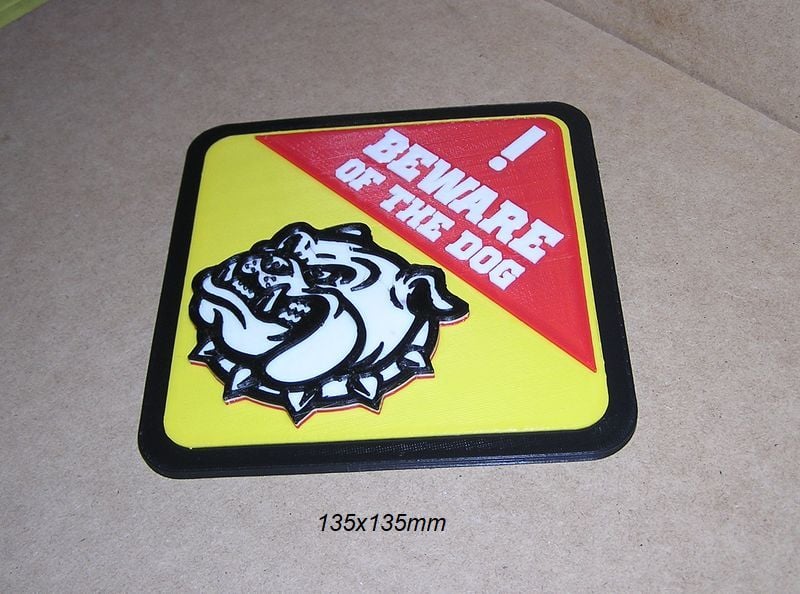 !
BEWARE
OF THE DOG
135x135mm